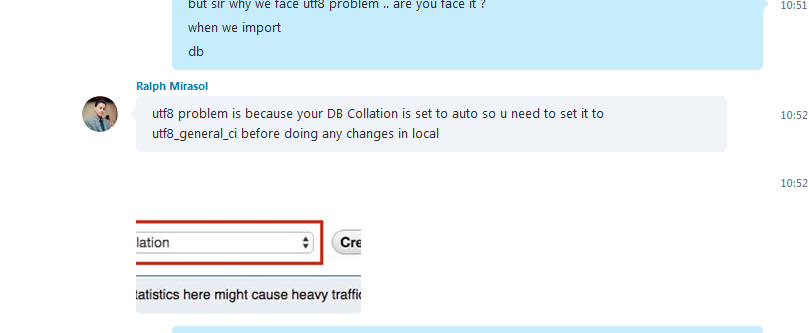 but sir why we face utf8 problem .. are you face it ?
10:51
when we import
db
Ralph Mirasol
utf8 problem is because your DB Collation is set to auto so u need to set it to
10:52
utf8_general_ci before doing any changes in local
10:52
lation
Cre
tatistics here might cause heavy traffic